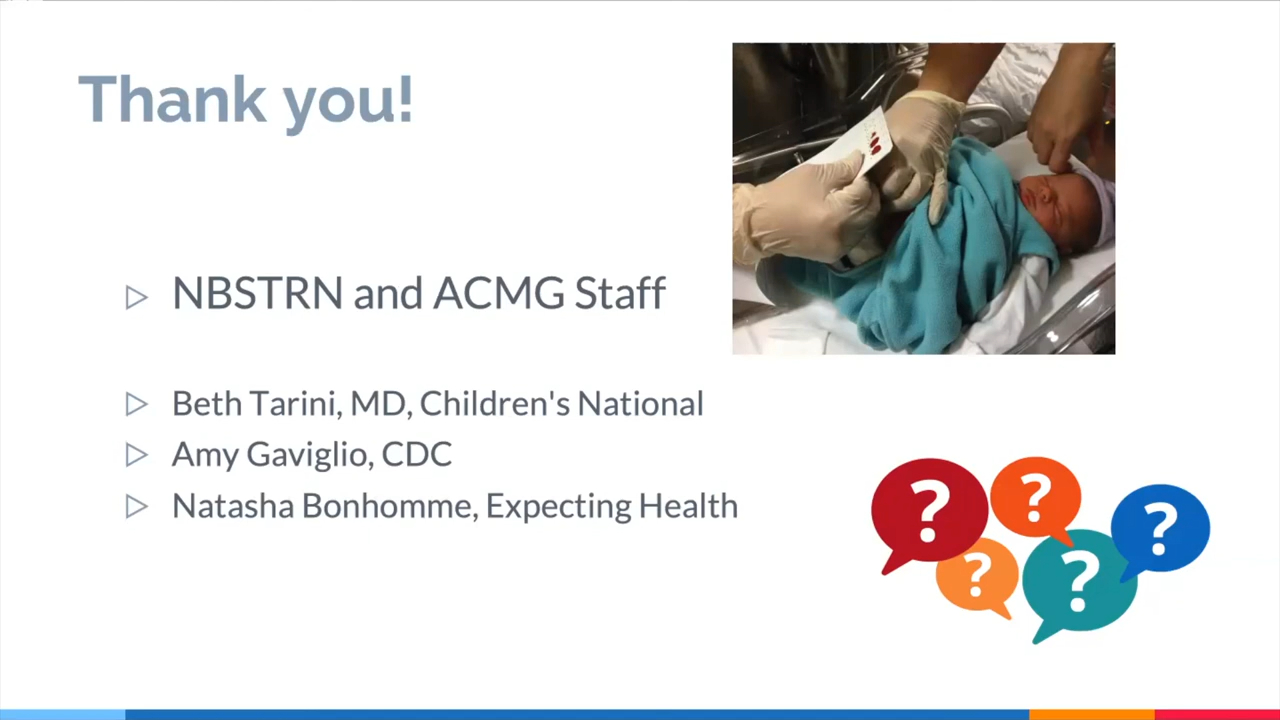 Thank you!
NBSTRN and ACMG Staff
Beth Tarini, MD, Children's National
Amy Gaviglio, CDC
Natasha Bonhomme, Expecting Health
? ? ? ? ?